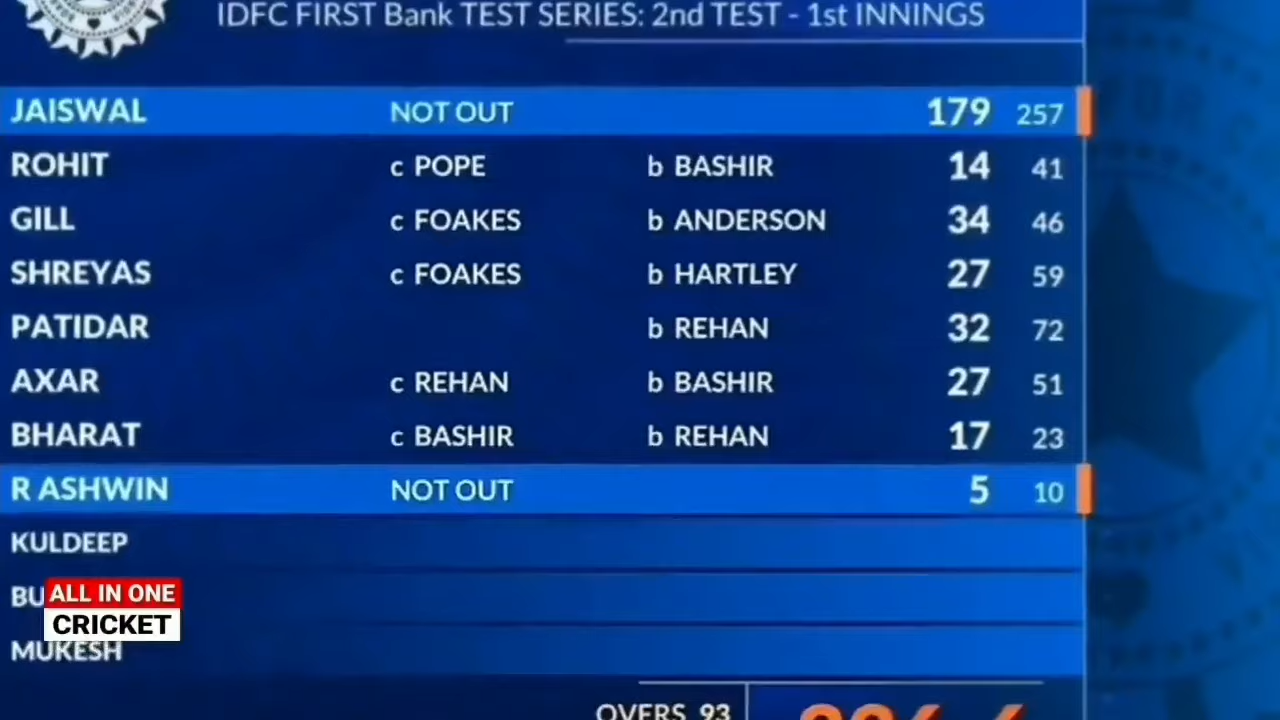 IDFC FIRST Bank TEST SERIES: 2nd TEST - 1st INNINGS
JAISWAL NOT OUT 179 257
ROHIT c POPE b BASHIR 14 41
GILL c FOAKES b ANDERSON 34 46
SHREYAS c FOAKES b HARTLEY 27 59
PATIDAR b REHAN 32 72
AXAR c REHAN b BASHIR 27 51
BHARAT c BASHIR b REHAN 17 23
R ASHWIN NOT OUT 5 10
KULDEEP
ALL IN ONE
CRICKET
MUKESH
OVERS 93